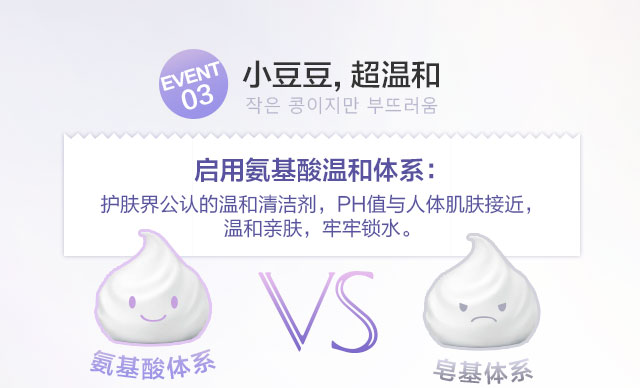 EVENT
03
小豆豆，超温和
작은 콩이지만 부뜨러움
启用氨基酸温和体系：
护肤界公认的温和清洁剂，PH值与人体肌肤接近，
温和亲肤，牢牢锁水。
VS
氨基酸体系
皂基体系